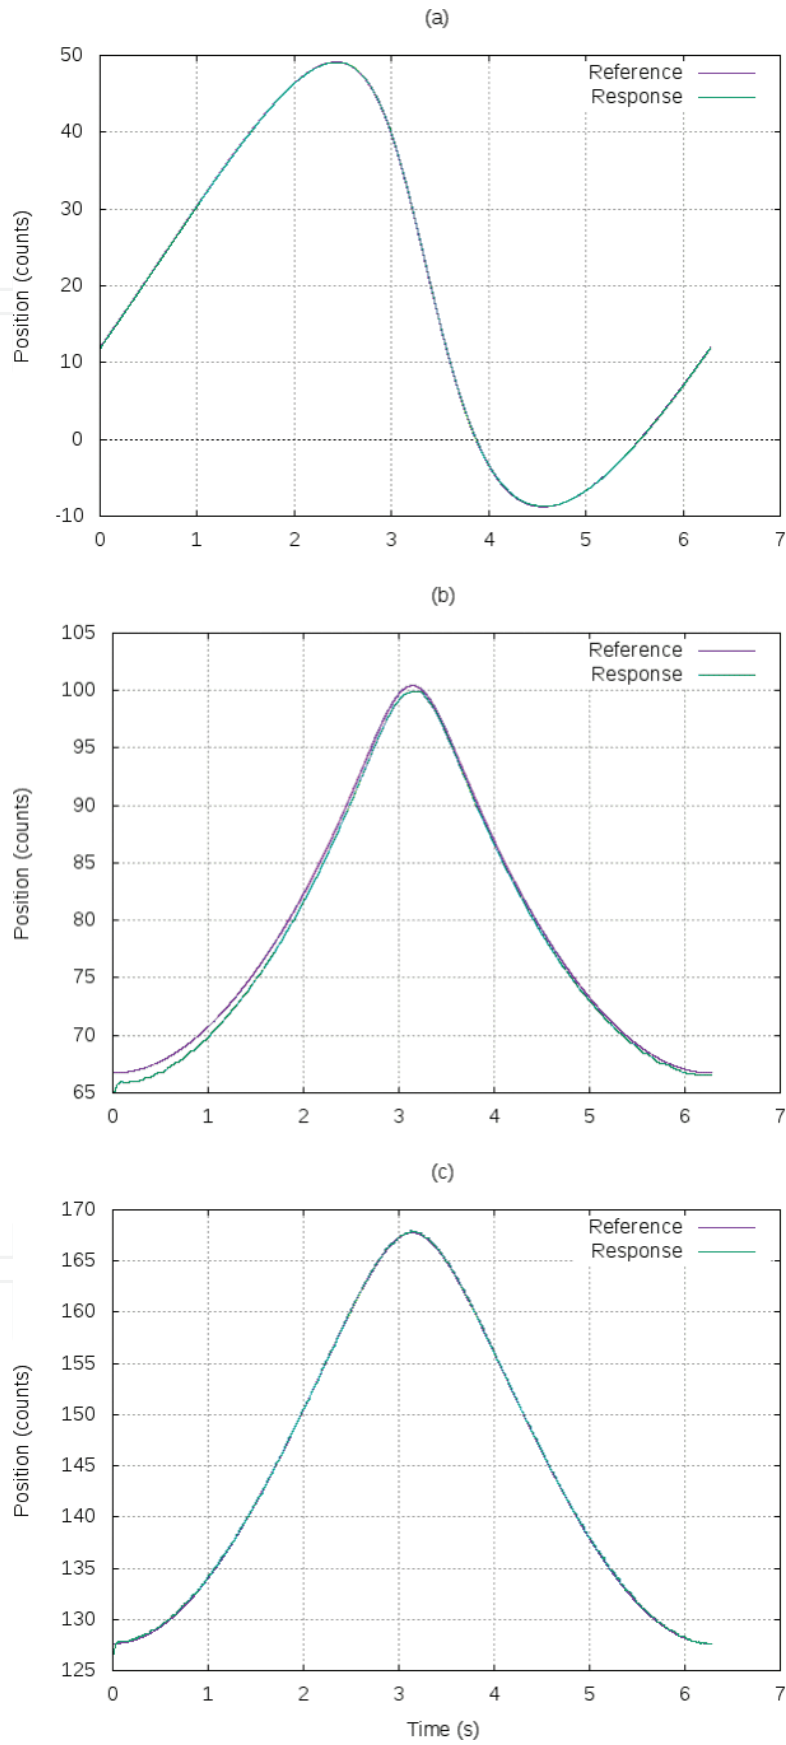 (a)
50
40
30
20
10
0
-10
Position (counts)
Reference
Response
0 1 2 3 4 5 6 7
(b)
105
100
95
90
85
80
75
70
65
Position (counts)
Reference
Response
0 1 2 3 4 5 6 7
(c)
170
165
160
155
150
145
140
135
130
125
Position (counts)
Reference
Response
0 1 2 3 4 5 6 7
Time (s)